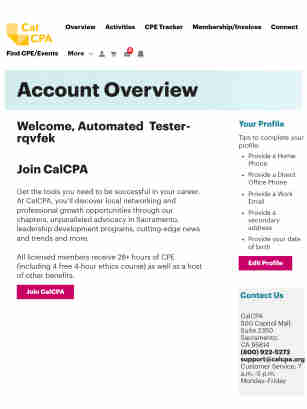 Cal
CPA
Overview Activities CPE Tracker Membership/Invoices Connect
Find CPE/Events More
Account Overview
Welcome, Automated Tester-
rqvfek
Join CalCPA
Get the tools you need to be successful in your career.
At CalCPA, you'll discover local networking and
professional growth opportunities through our
chapters, unparalleled advocacy in Sacramento,
leadership development programs, cutting-edge news
and trends and more.
All licensed members receive 28+ hours of CPE
(including 4 free 4-hour ethics course) as well as a host
of other benefits.
Join CalCPA
Your Profile
Tips to complete your
profile:
• Provide a Home
Phone
• Provide a Direct
Office Phone
• Provide a Work
Email
• Provide a
secondary
address
• Provide your date
of birth
Edit Profile
Contact Us
CalCPA
500 Capitol Mall
Suite 2350
Sacramento,
CA 95814
(800) 922-5272
support@calcpa.org
Customer Service: 7
a.m.-5 p.m.
Monday-Friday